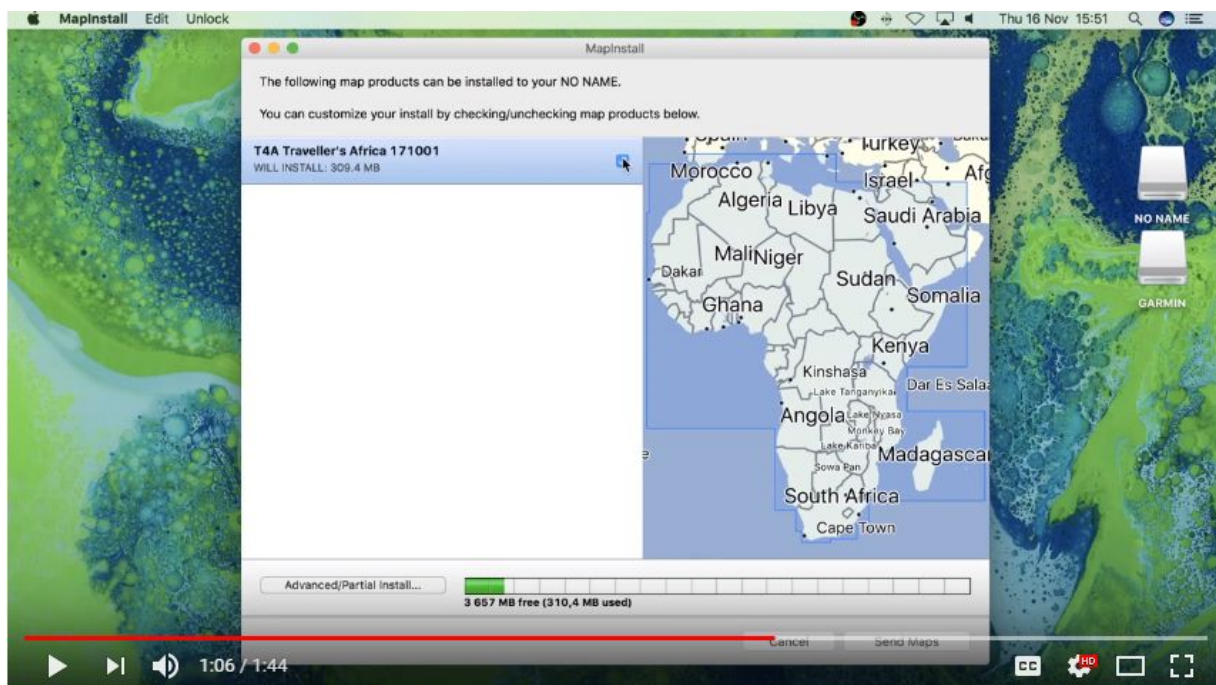 MapInstall Edit Unlock Thu 16 Nov 15:51
MapInstall
The following map products can be installed to your NO NAME.
You can customize your install by checking/unchecking map products below.
T4A Traveller's Africa 171001
WILL INSTALL: 309.4 MB
Turkey
Morocco
Israel
Algeria
Libya
Saudi Arabia
NO NAME
Mali
Niger
Dakar
Sudan
Somalia
Ghana
GARMIN
Kenya
Kinshasa
Lake Tanganyika
Dar Es Salaa
Angola
Lake Nyasa
Monkey Bay
Lake Kariba
Madagascar
Sowa Pan
South Africa
Cape Town
Advanced/Partial Install...
3 657 MB free (310,4 MB used)
Cancel Send Maps
1:06 / 1:44 CC HD